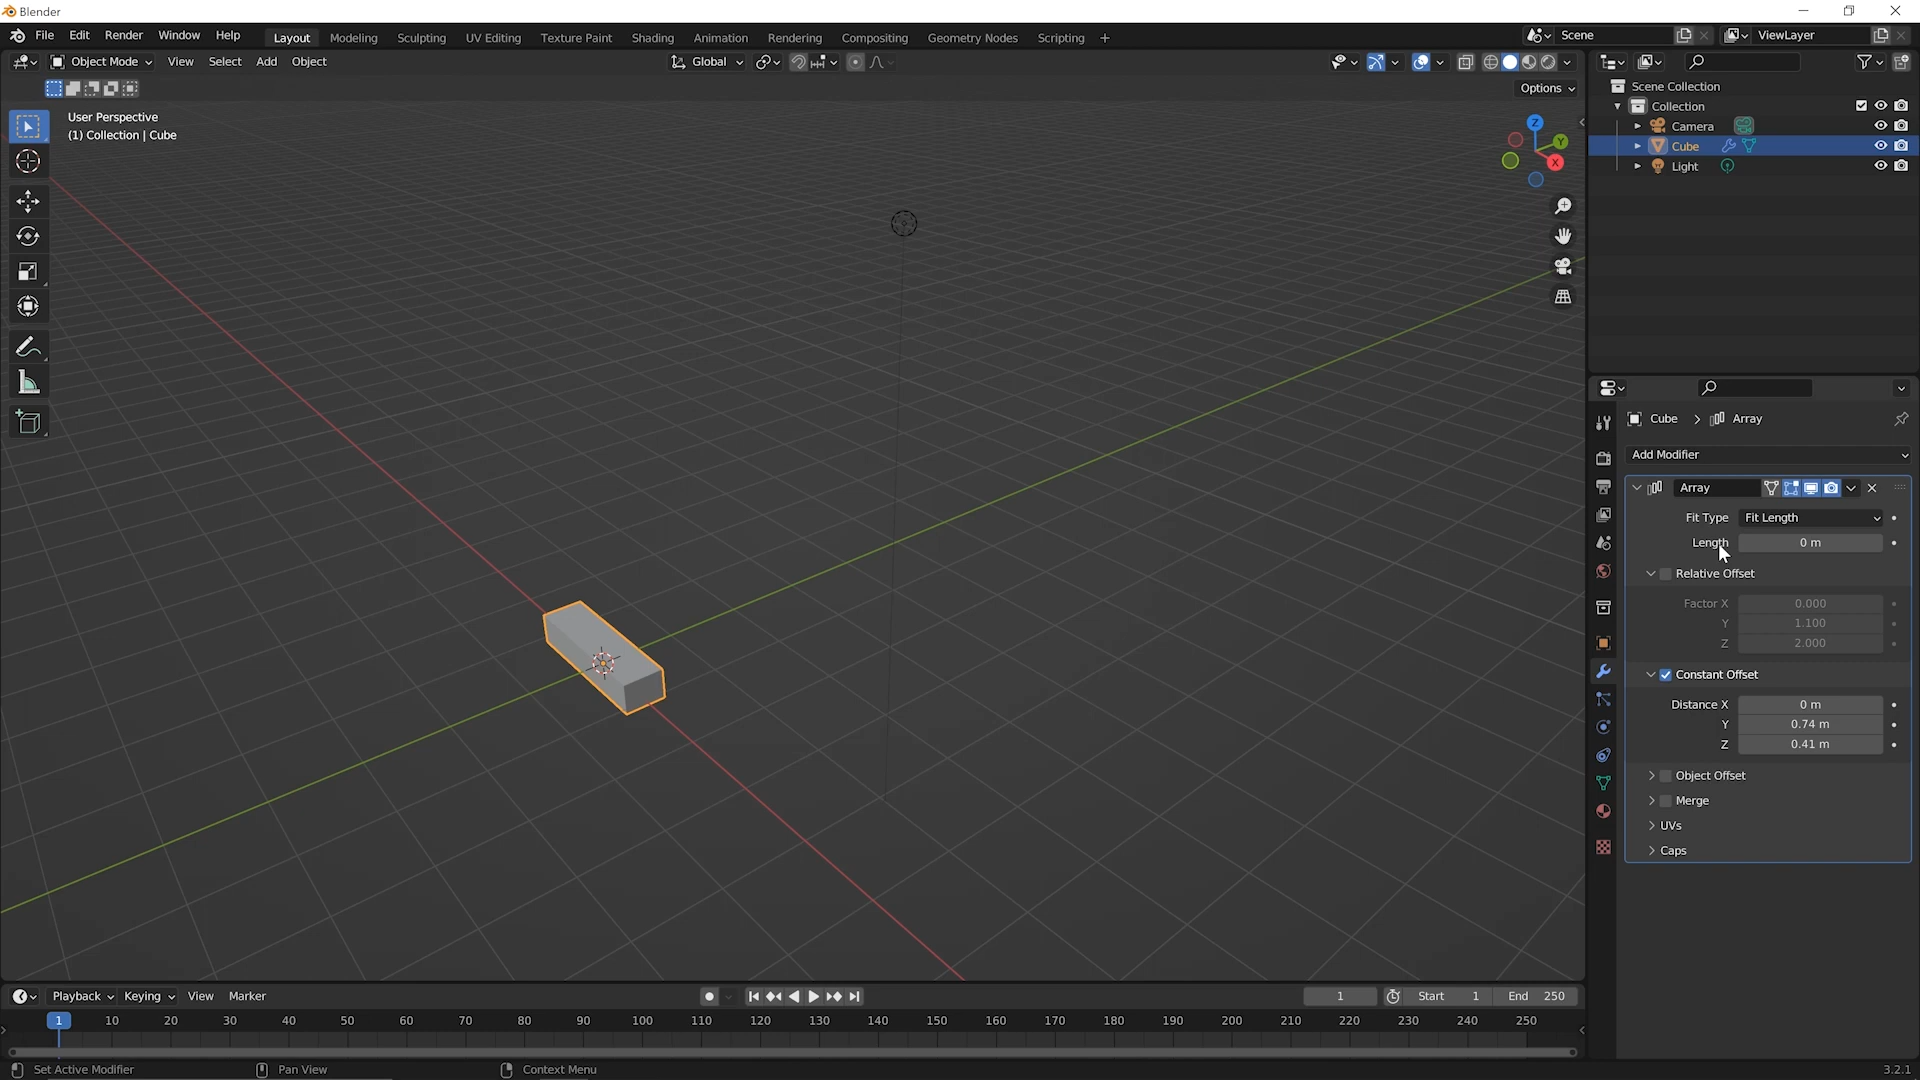 Blender
File Edit Render Window Help Layout Modeling Sculpting UV Editing Texture Paint Shading Animation Rendering Compositing Geometry Nodes Scripting + Scene ViewLayer
Object Mode View Select Add Object Global
Options
User Perspective
(1) Collection | Cube
Z
Y
X
Scene Collection
Collection
Camera
Cube
Light
Cube > Array
Add Modifier
Array
Fit Type Fit Length
Length 0 m
Relative Offset
Factor X 0.000
Y 1.100
Z 2.000
Constant Offset
Distance X 0 m
Y 0.74 m
Z 0.41 m
Object Offset
Merge
UVs
Caps
Playback Keying View Marker 1 Start 1 End 250
1 10 20 30 40 50 60 70 80 90 100 110 120 130 140 150 160 170 180 190 200 210 220 230 240 250
Set Active Modifier Pan View Context Menu 3.2.1